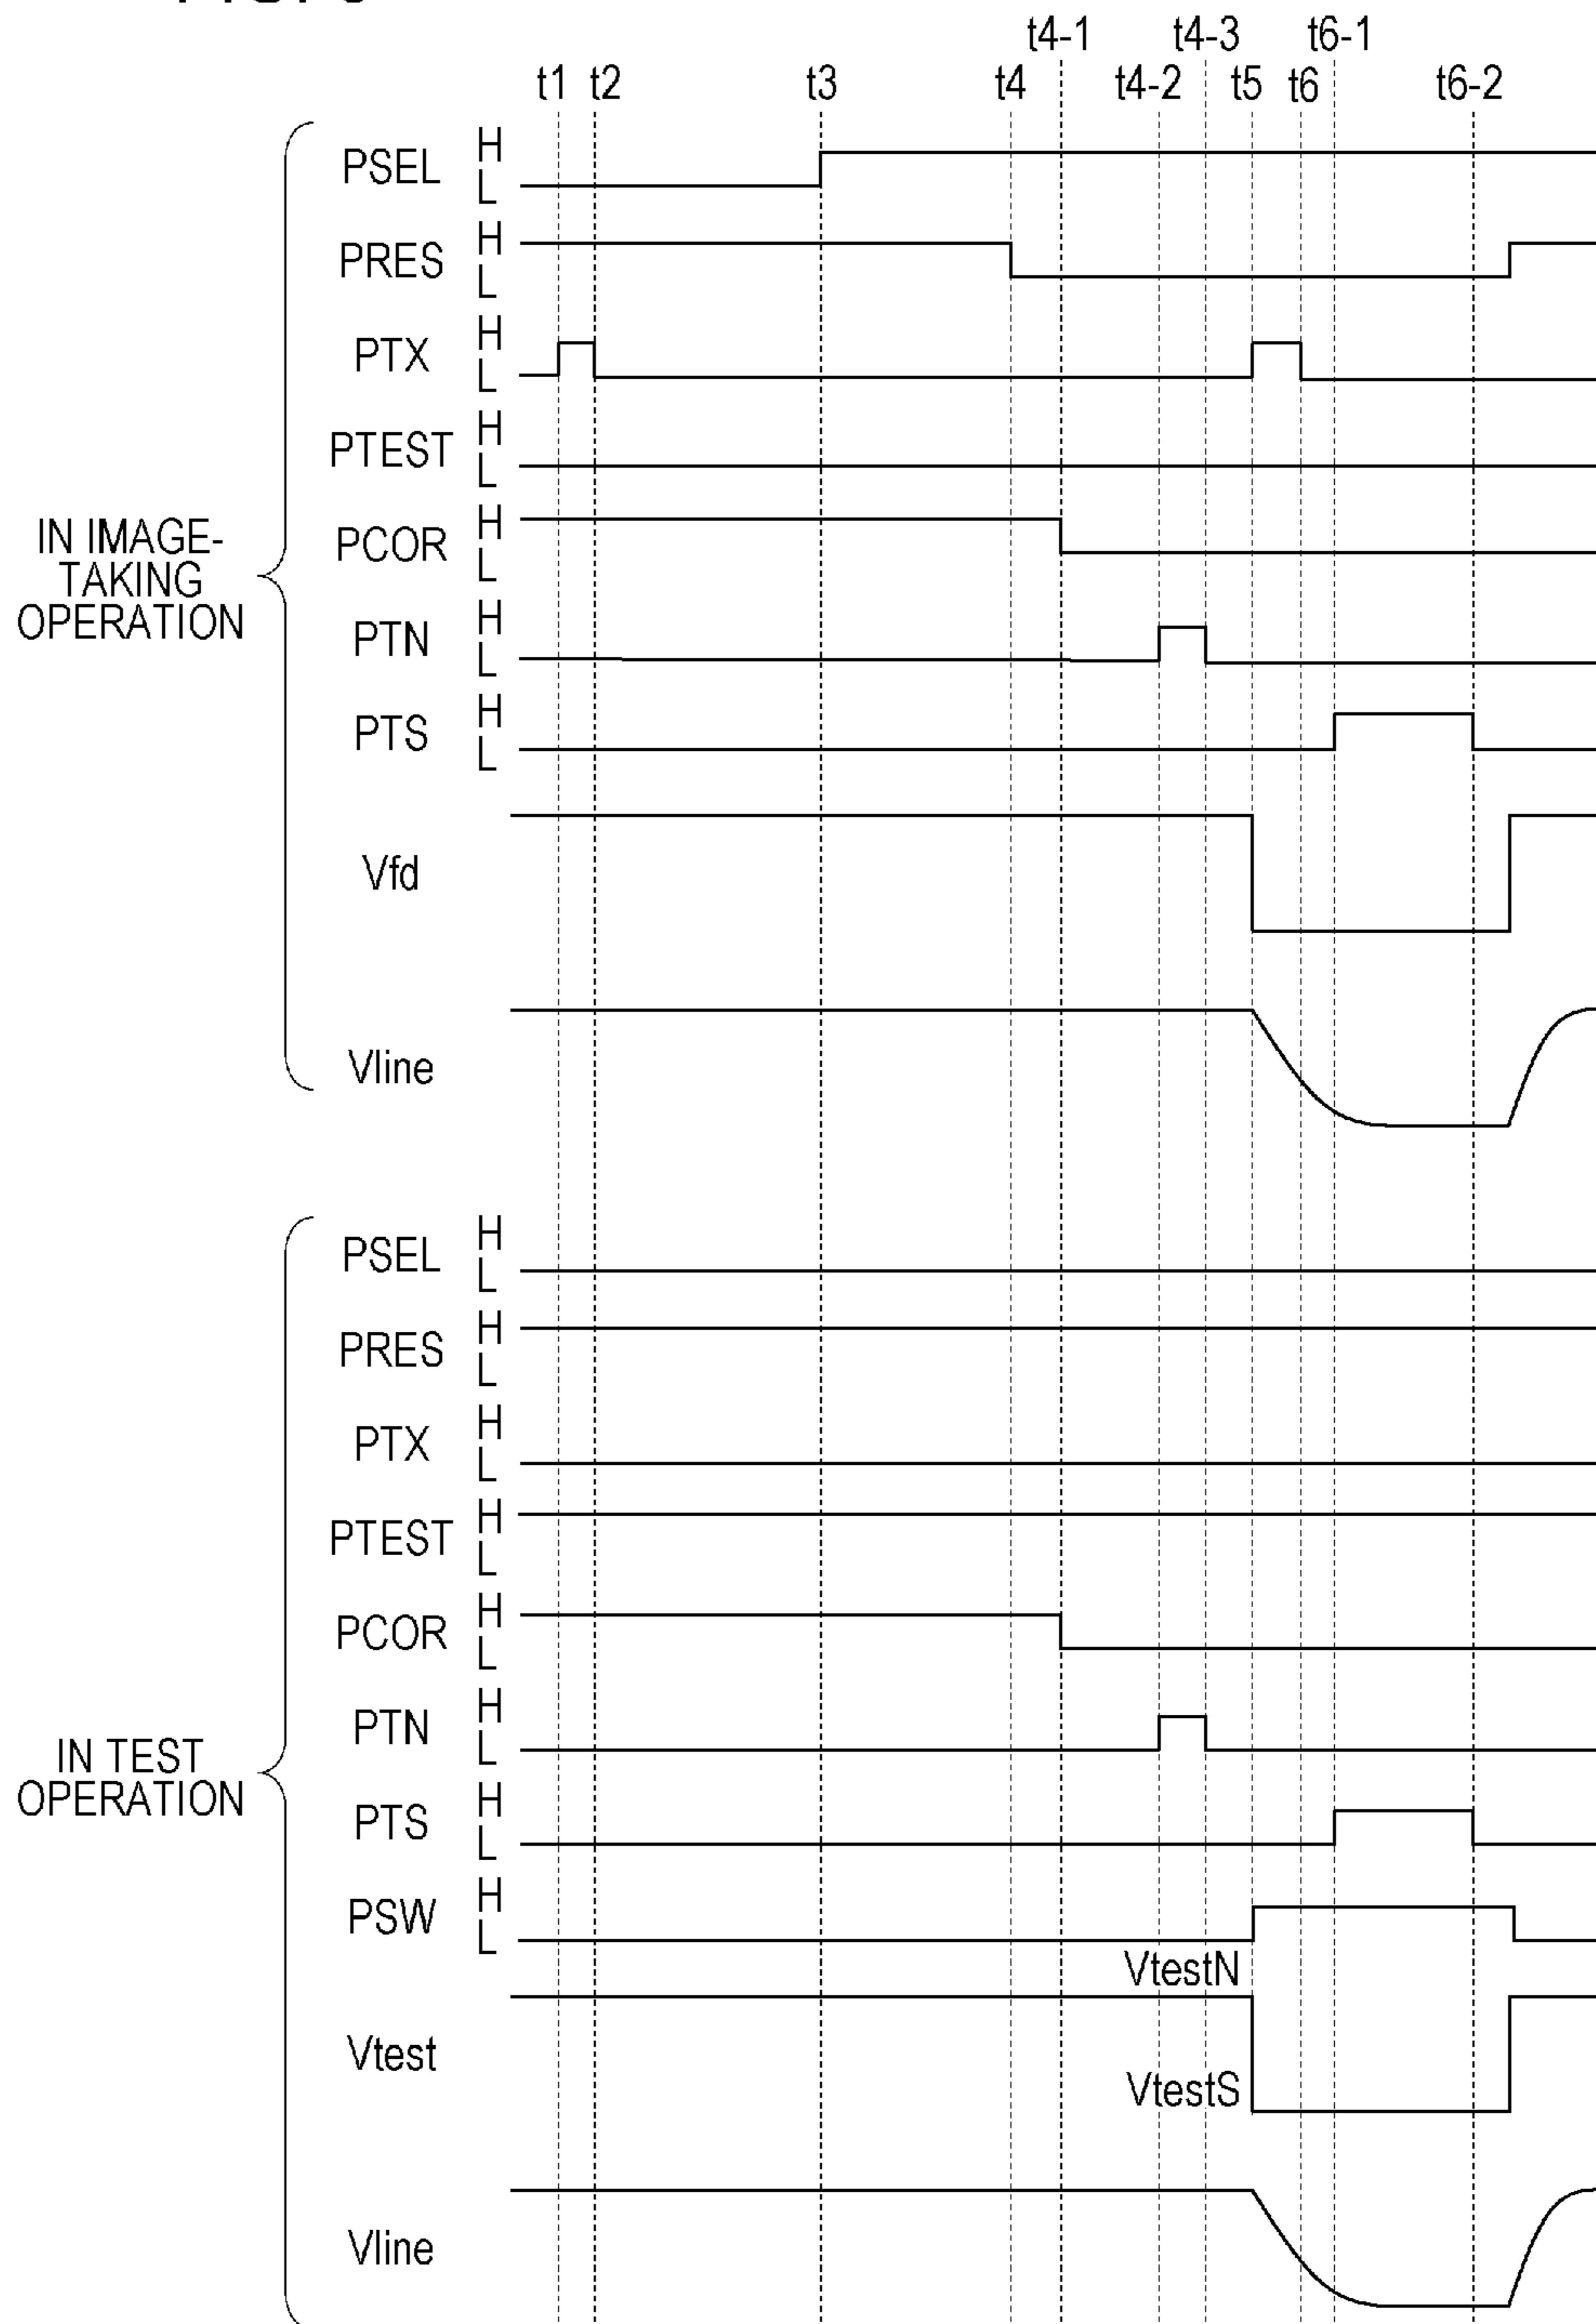 t4-1 t4-3 t6-1
t1 t2 t3 t4 t4-2 t5 t6 t6-2
IN IMAGE-
TAKING
OPERATION
PSEL H
L
PRES H
L
PTX H
L
PTEST H
L
PCOR H
L
PTN H
L
PTS H
L
Vfd
Vline
IN TEST
OPERATION
PSEL H
L
PRES H
L
PTX H
L
PTEST H
L
PCOR H
L
PTN H
L
PTS H
L
PSW H
L
VtestN
Vtest
VtestS
Vline